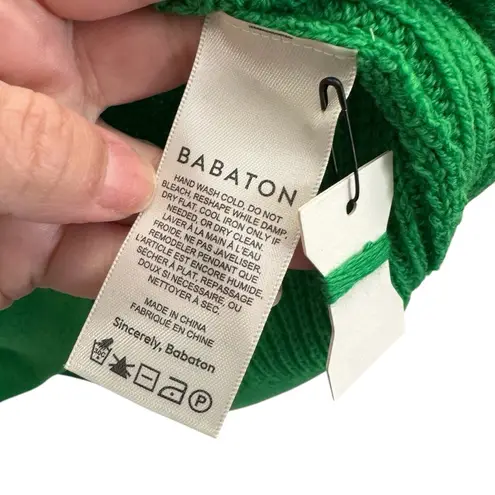 BABATON
HAND WASH COLD, DO NOT
BLEACH, RESHAPE WHILE DAMP,
DRY FLAT. COOL IRON ONLY IF
NEEDED OR DRY CLEAN.
LAVER À LA MAIN À L'EAU
FROIDE. NE PAS JAVELISER.
REMODELER PENDANT QUE
L'ARTICLE EST ENCORE HUMIDE.
SÉCHER À PLAT. REPASSAGE
DOUX SI NÉCESSAIRE, OU
NETTOYER À SEC.
MADE IN CHINA
FABRIQUÉ EN CHINE
Sincerely, Babaton
P